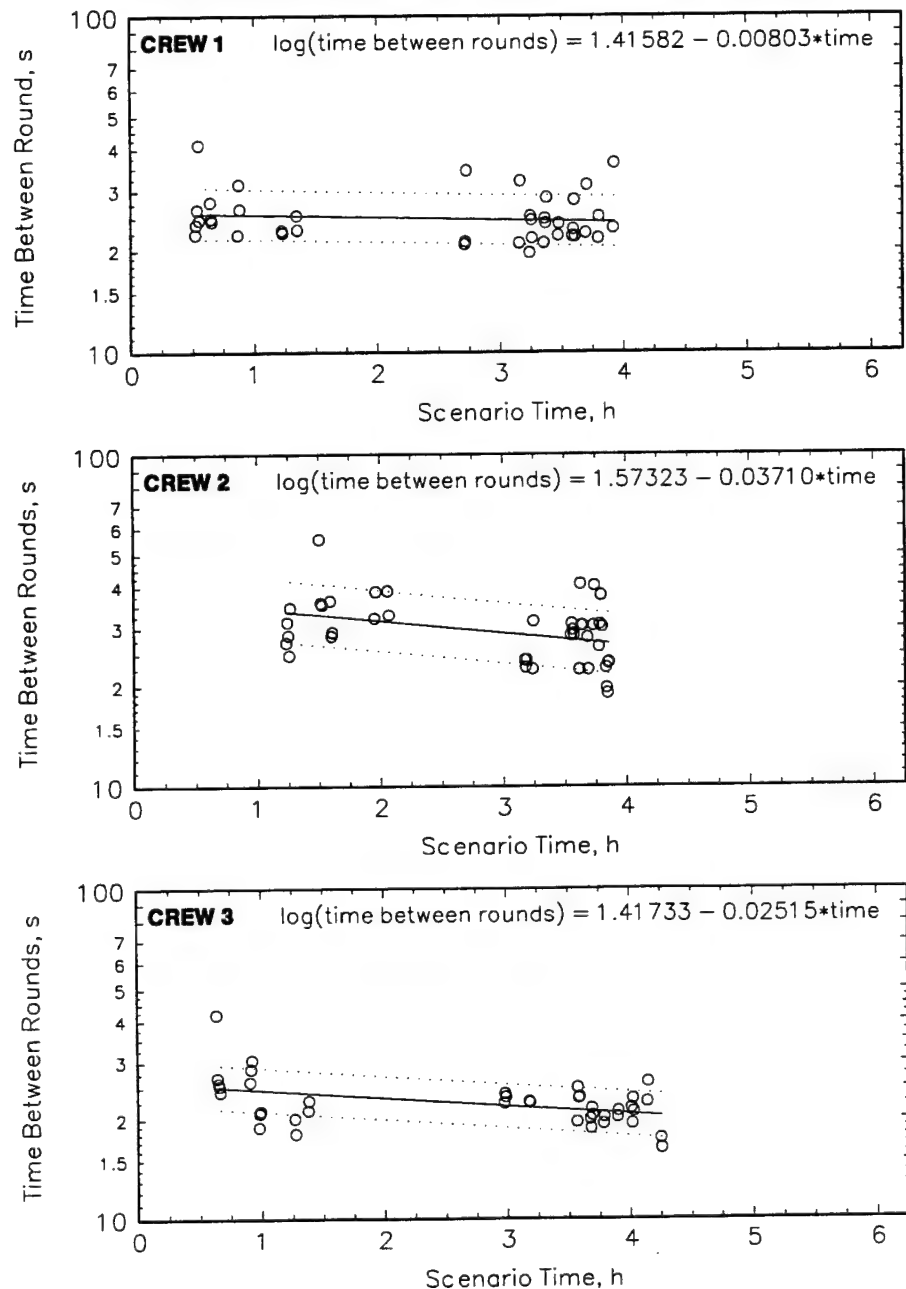 100
CREW 1 log(time between rounds) = 1.41582 − 0.00803*time
7
5
4
3
2
1.5
10
0 1 2 3 4 5 6
Time Between Round, s
Scenario Time, h
100
CREW 2 log(time between rounds) = 1.57323 − 0.03710*time
7
6
5
4
3
2
1.5
10
0 1 2 3 4 5 6
Time Between Rounds, s
Scenario Time, h
100
CREW 3 log(time between rounds) = 1.41733 − 0.02515*time
7
5
4
3
2
1.5
10
0 1 2 3 4 5 6
Time Between Rounds, s
Scenario Time, h